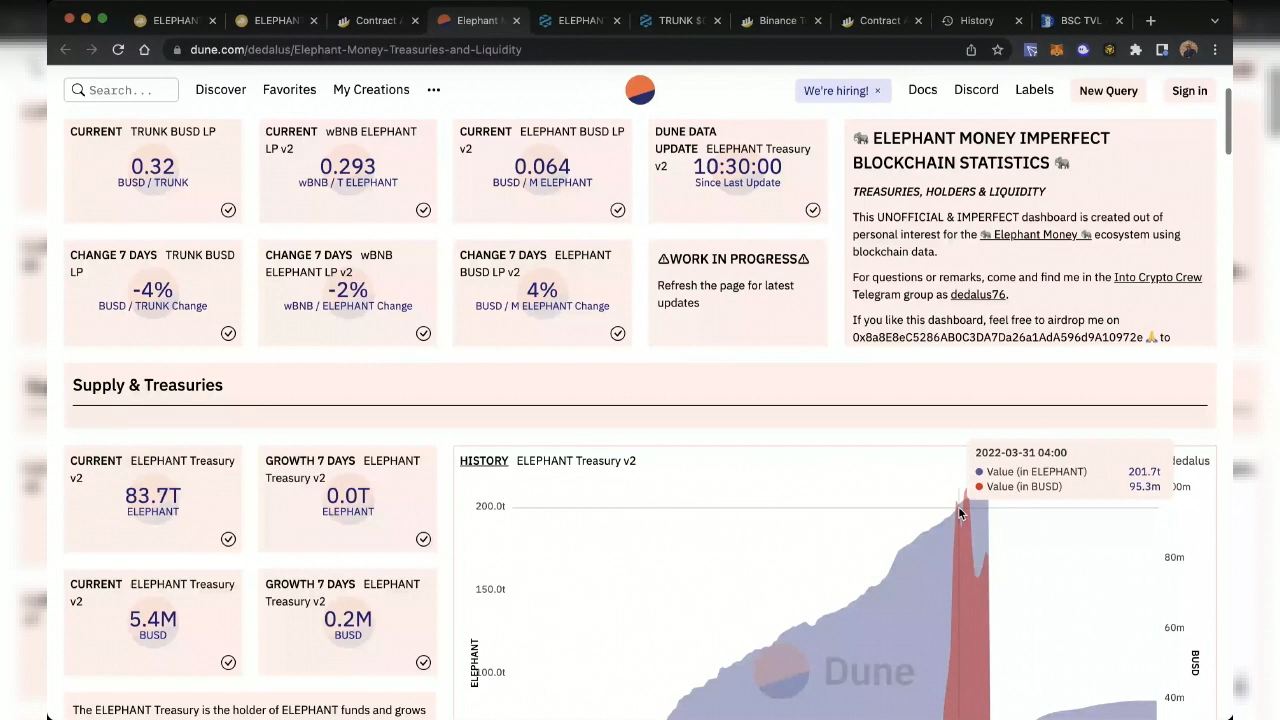 ELEPHANT
ELEPHAN
Contract A
Elephant M
ELEPHAN
TRUNK $0
Binance T
Contract A
History
BSC TVL
dune.com/dedalus/Elephant-Money-Treasuries-and-Liquidity
Search...
Discover
Favorites
My Creations
We're hiring! ×
Docs
Discord
Labels
New Query
Sign in
CURRENT TRUNK BUSD LP
0.32
BUSD / TRUNK
CURRENT wBNB ELEPHANT
LP v2
0.293
wBNB / T ELEPHANT
CURRENT ELEPHANT BUSD LP
v2
0.064
BUSD / M ELEPHANT
DUNE DATA
UPDATE ELEPHANT Treasury
v2
10:30:00
Since Last Update
🐘 ELEPHANT MONEY IMPERFECT
BLOCKCHAIN STATISTICS 🐘
TREASURIES, HOLDERS & LIQUIDITY
This UNOFFICIAL & IMPERFECT dashboard is created out of
personal interest for the 🐘 Elephant Money 🐘 ecosystem using
blockchain data.
For questions or remarks, come and find me in the Into Crypto Crew
Telegram group as dedalus76.
If you like this dashboard, feel free to airdrop me on
0x8a8E8eC5286AB0C3DA7Da26a1AdA596d9A10972e 🙏 to
CHANGE 7 DAYS TRUNK BUSD
LP
-4%
BUSD / TRUNK Change
CHANGE 7 DAYS wBNB
ELEPHANT LP v2
-2%
wBNB / ELEPHANT Change
CHANGE 7 DAYS ELEPHANT
BUSD LP v2
4%
BUSD / M ELEPHANT Change
⚠WORK IN PROGRESS⚠
Refresh the page for latest
updates
Supply & Treasuries
CURRENT ELEPHANT Treasury
v2
83.7T
ELEPHANT
GROWTH 7 DAYS ELEPHANT
Treasury v2
0.0T
ELEPHANT
CURRENT ELEPHANT Treasury
v2
5.4M
BUSD
GROWTH 7 DAYS ELEPHANT
Treasury v2
0.2M
BUSD
The ELEPHANT Treasury is the holder of ELEPHANT funds and grows
HISTORY ELEPHANT Treasury v2
dedalus
2022-03-31 04:00
Value (in ELEPHANT) 201.7t
Value (in BUSD) 95.3m
200.0t
150.0t
100.0t
ELEPHANT
00m
80m
60m
40m
BUSD
Dune